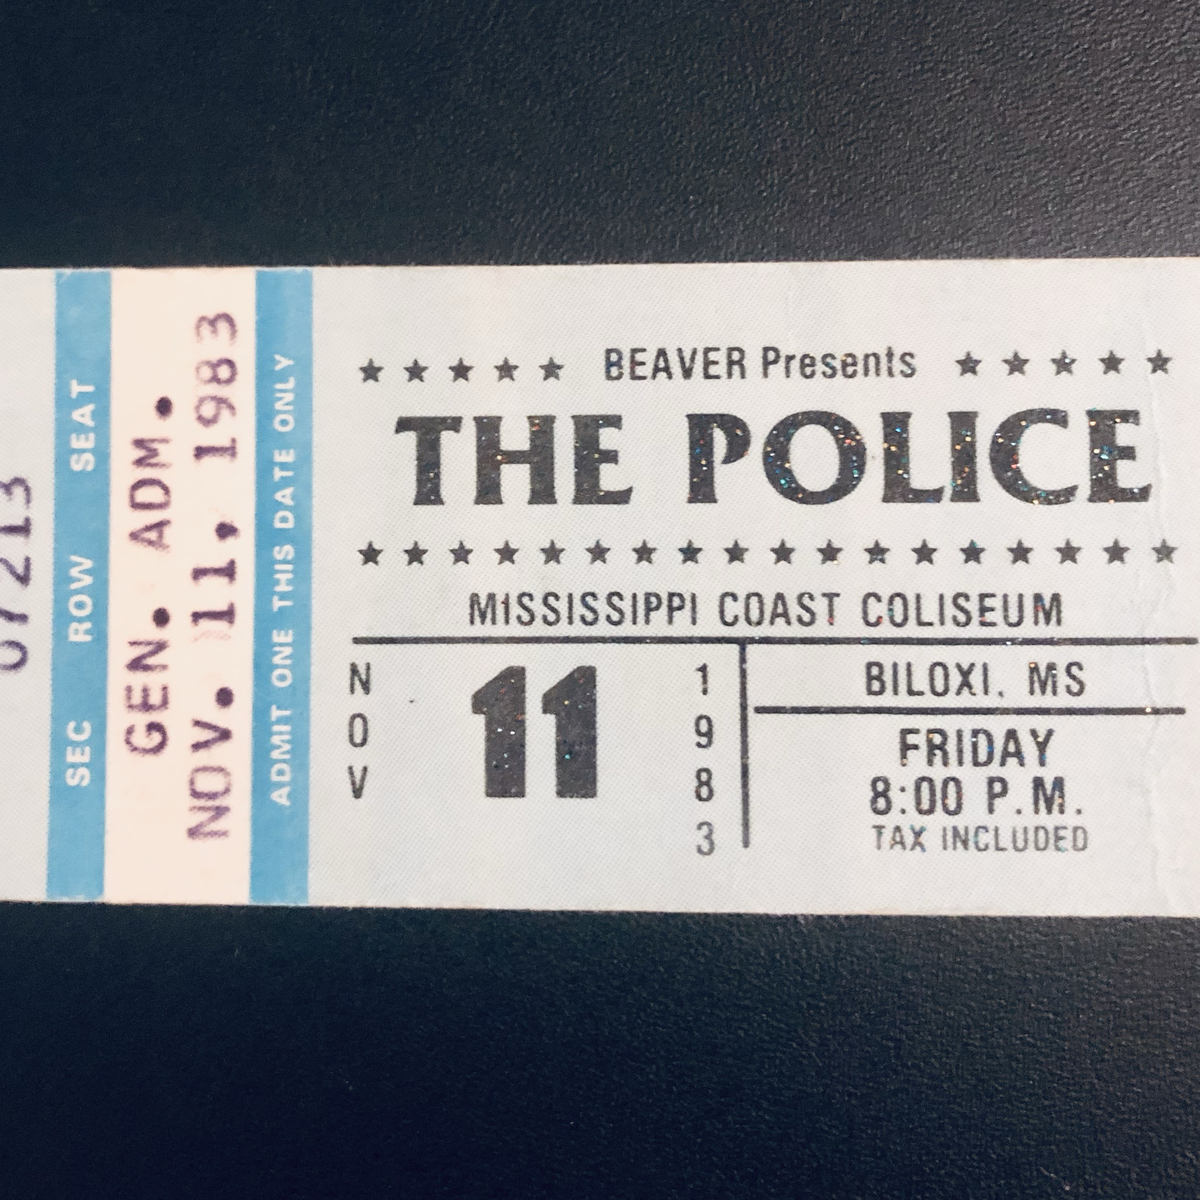 07213
SEC ROW SEAT
GEN. ADM.
NOV. 11, 1983
ADMIT ONE THIS DATE ONLY
★ ★ ★ ★ ★ BEAVER Presents ★ ★ ★ ★ ★
THE POLICE
★ ★ ★ ★ ★ ★ ★ ★ ★ ★ ★ ★ ★ ★ ★ ★ ★ ★
MISSISSIPPI COAST COLISEUM
NOV 11 1983
BILOXI, MS
FRIDAY
8:00 P.M.
TAX INCLUDED